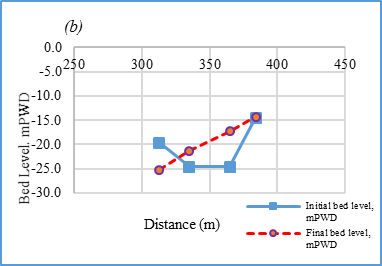 (b)
0.0
250 300 350 400 450
-5.0
-10.0
-15.0
-20.0
-25.0
-30.0
Bed Level, mPWD
Distance (m)
Initial bed level,
mPWD
Final bed level,
mPWD